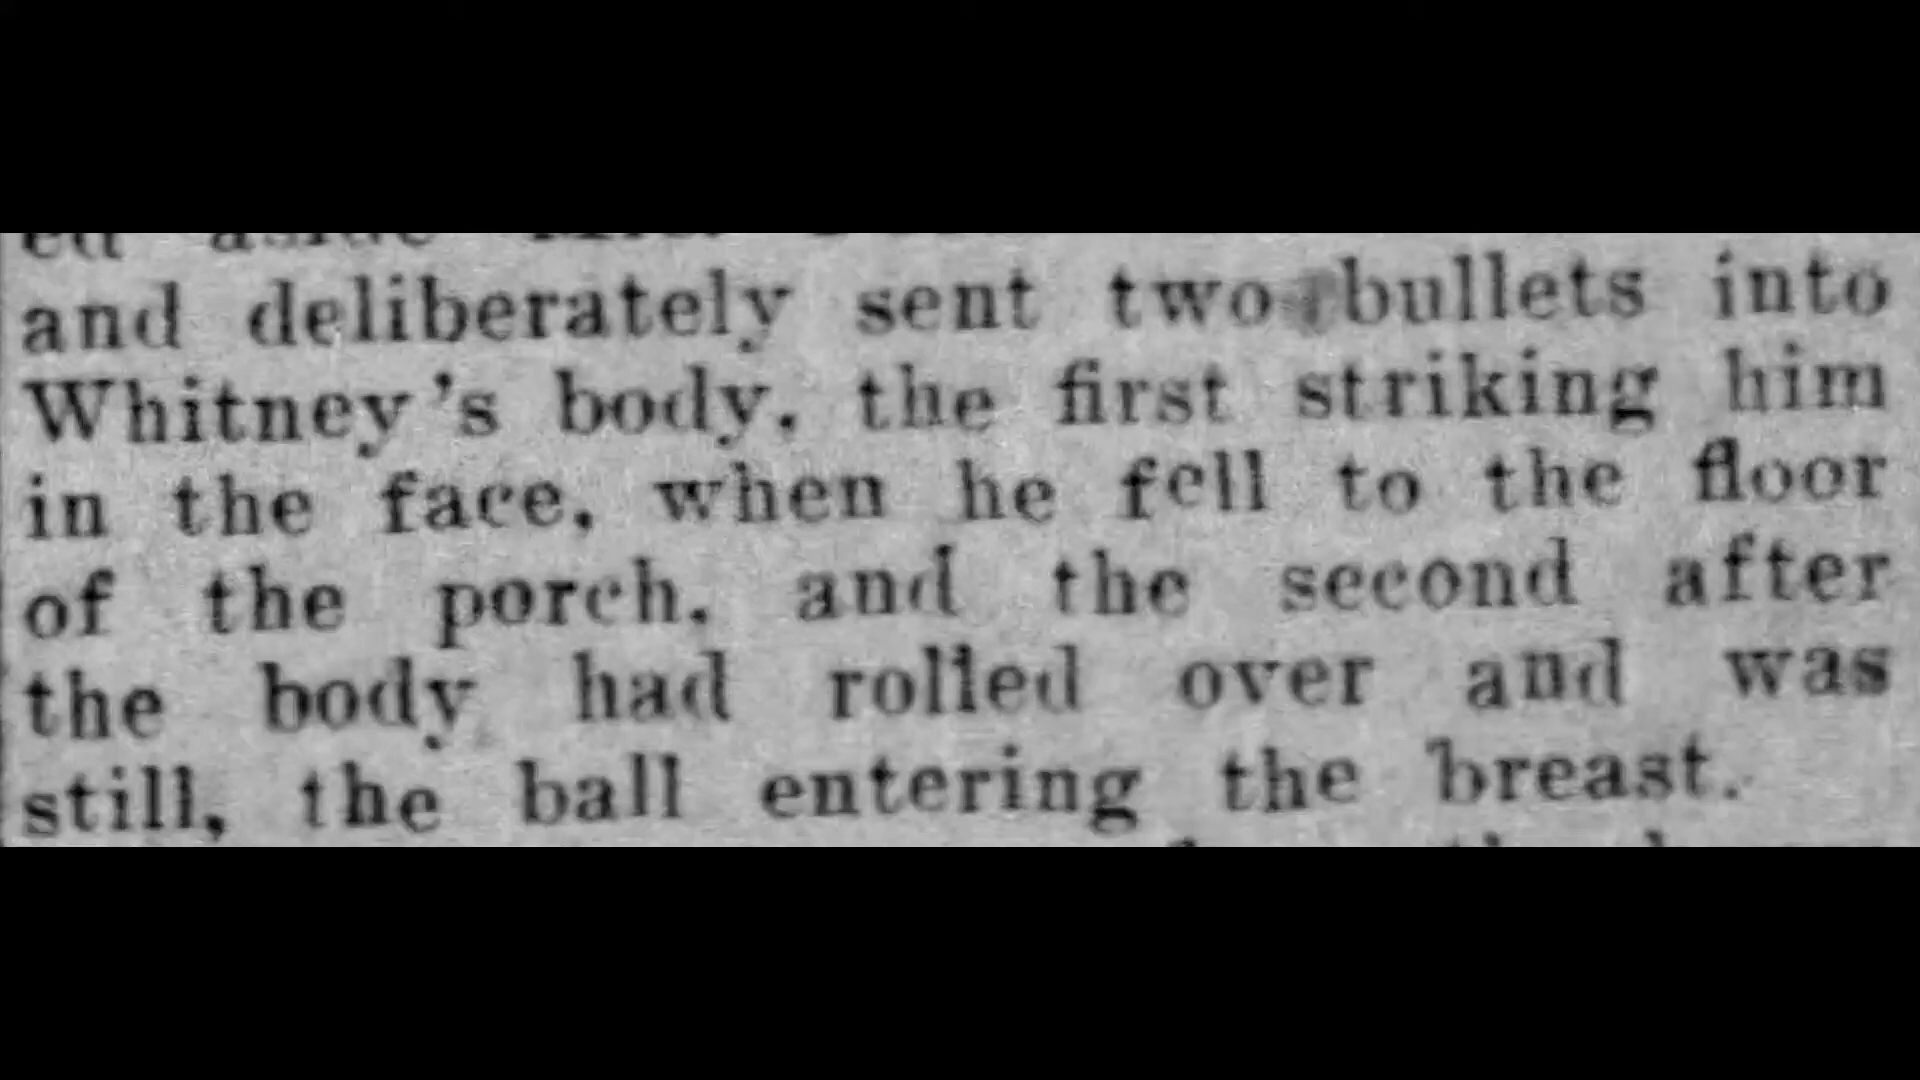 ed aside
and deliberately sent two bullets into
Whitney's body, the first striking him
in the face, when he fell to the floor
of the porch, and the second after
the body had rolled over and was
still, the ball entering the breast.